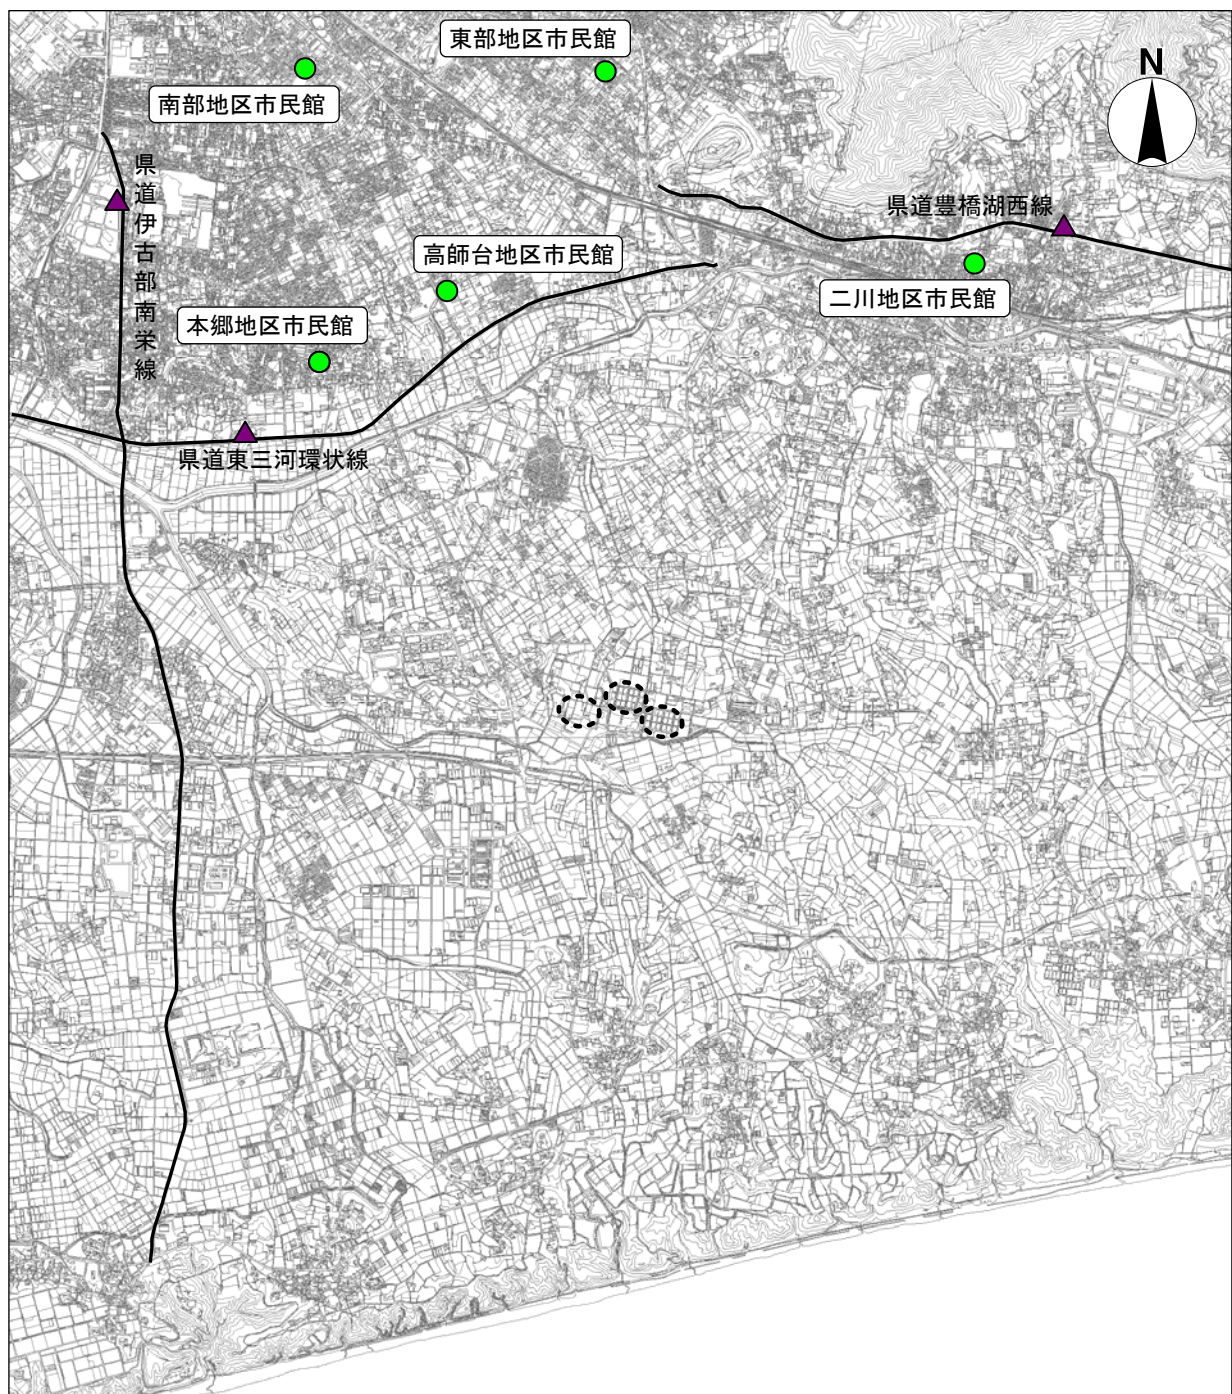 東部地区市民館
N
南部地区市民館
県道伊古部南栄線
県道豊橋湖西線
高師台地区市民館
二川地区市民館
本郷地区市民館
県道東三河環状線